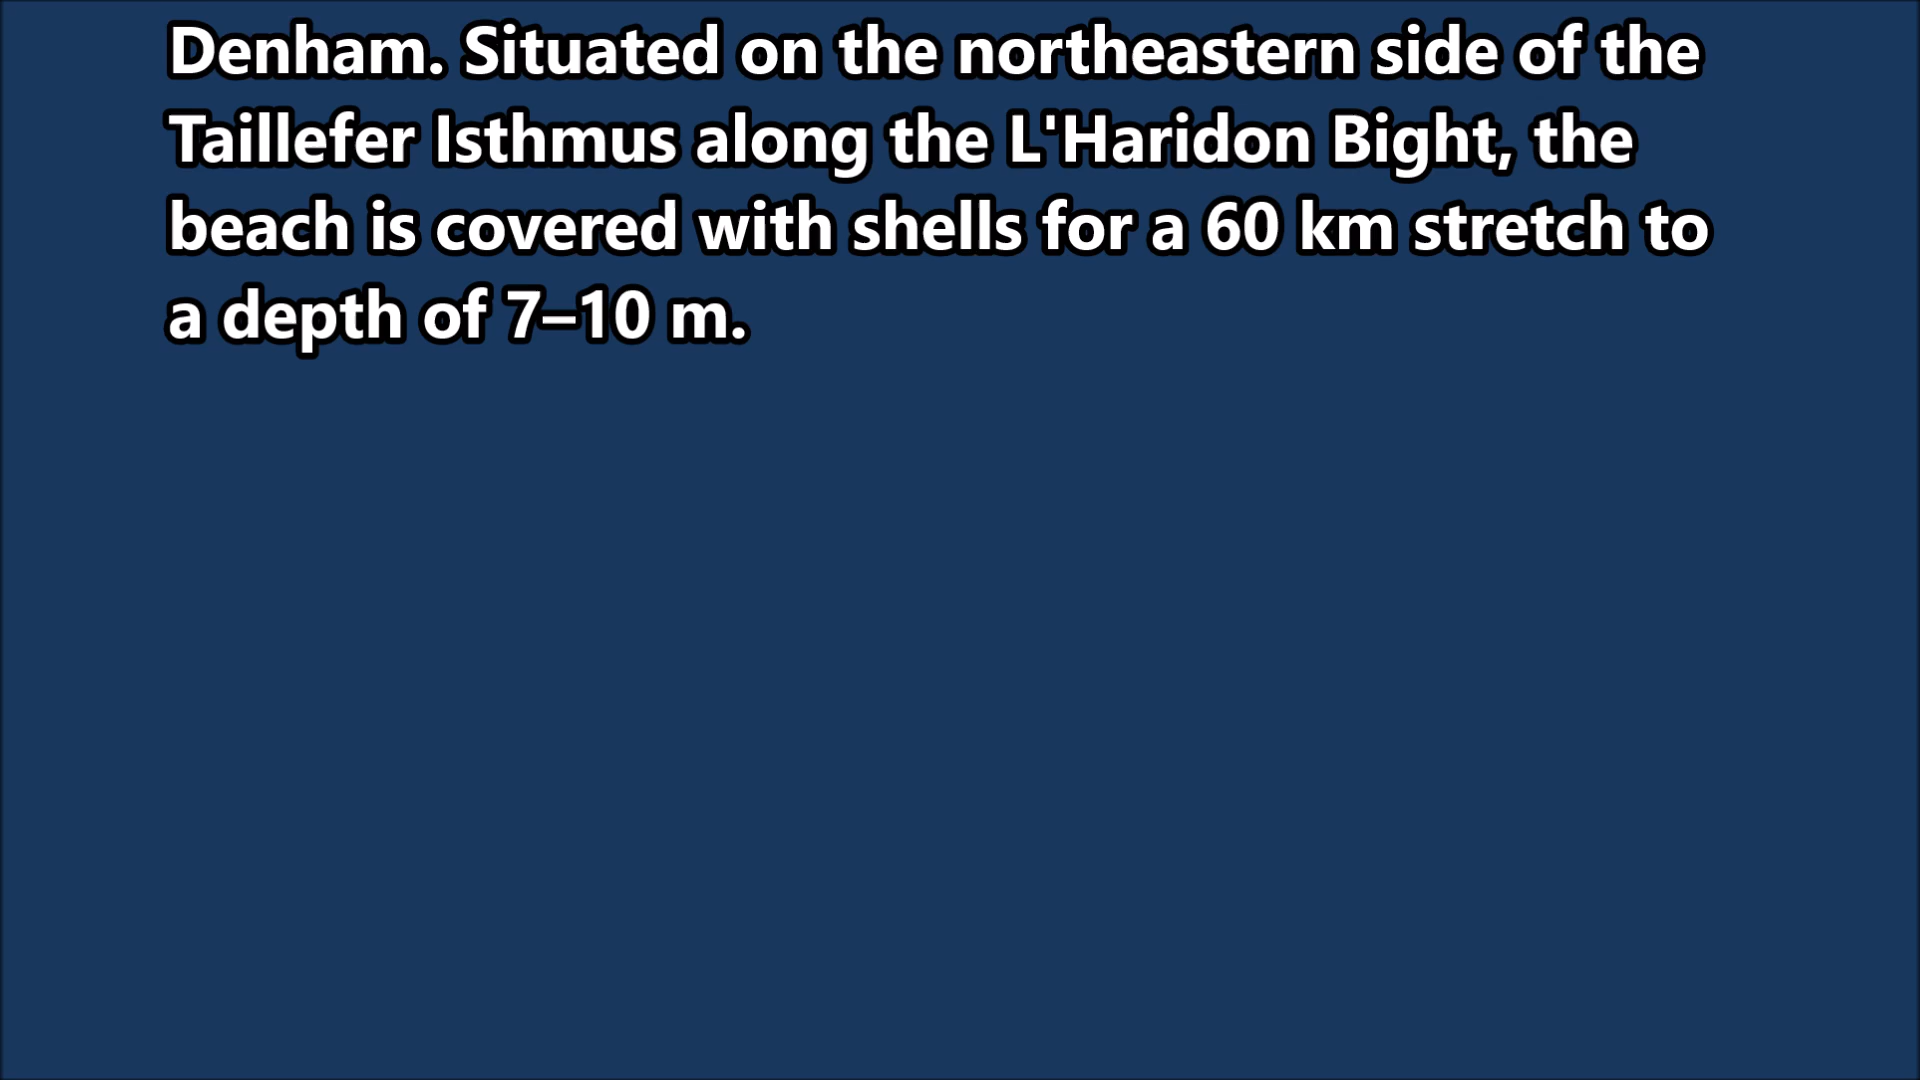 Denham. Situated on the northeastern side of the
Taillefer Isthmus along the L'Haridon Bight, the
beach is covered with shells for a 60 km stretch to
a depth of 7–10 m.